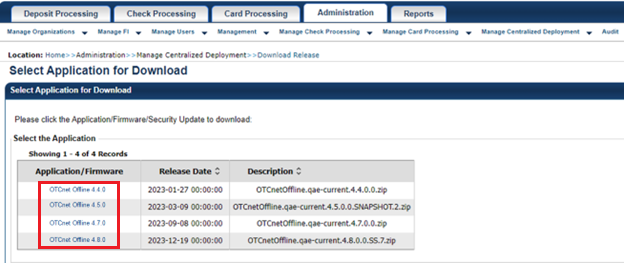 Deposit Processing Check Processing Card Processing Administration Reports
Manage Organizations Manage FI Manage Users Management Manage Check Processing Manage Card Processing Manage Centralized Deployment Audit
Location: Home>>Administration>>Manage Centralized Deployment>>Download Release
Select Application for Download
Select Application for Download
Please click the Application/Firmware/Security Update to download:
Select the Application
Showing 1 - 4 of 4 Records
Application/Firmware Release Date Description
OTCnet Offline 4.4.0 2023-01-27 00:00:00 OTCnetOffline.qae-current.4.4.0.0.zip
OTCnet Offline 4.5.0 2023-03-09 00:00:00 OTCnetOffline.qae-current.4.5.0.0.SNAPSHOT.2.zip
OTCnet Offline 4.7.0 2023-09-08 00:00:00 OTCnetOffline.qae-current.4.7.0.0.zip
OTCnet Offline 4.8.0 2023-12-19 00:00:00 OTCnetOffline.qae-current.4.8.0.0.SS.7.zip